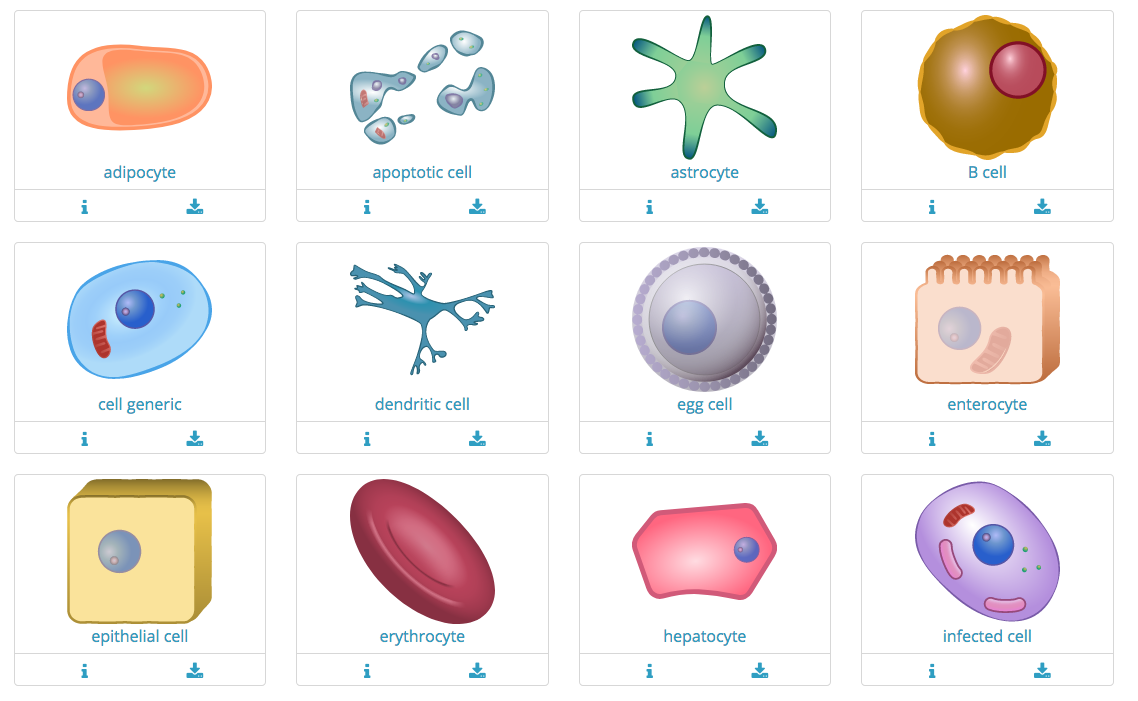 adipocyte
apoptotic cell
astrocyte
B cell
cell generic
dendritic cell
egg cell
enterocyte
epithelial cell
erythrocyte
hepatocyte
infected cell